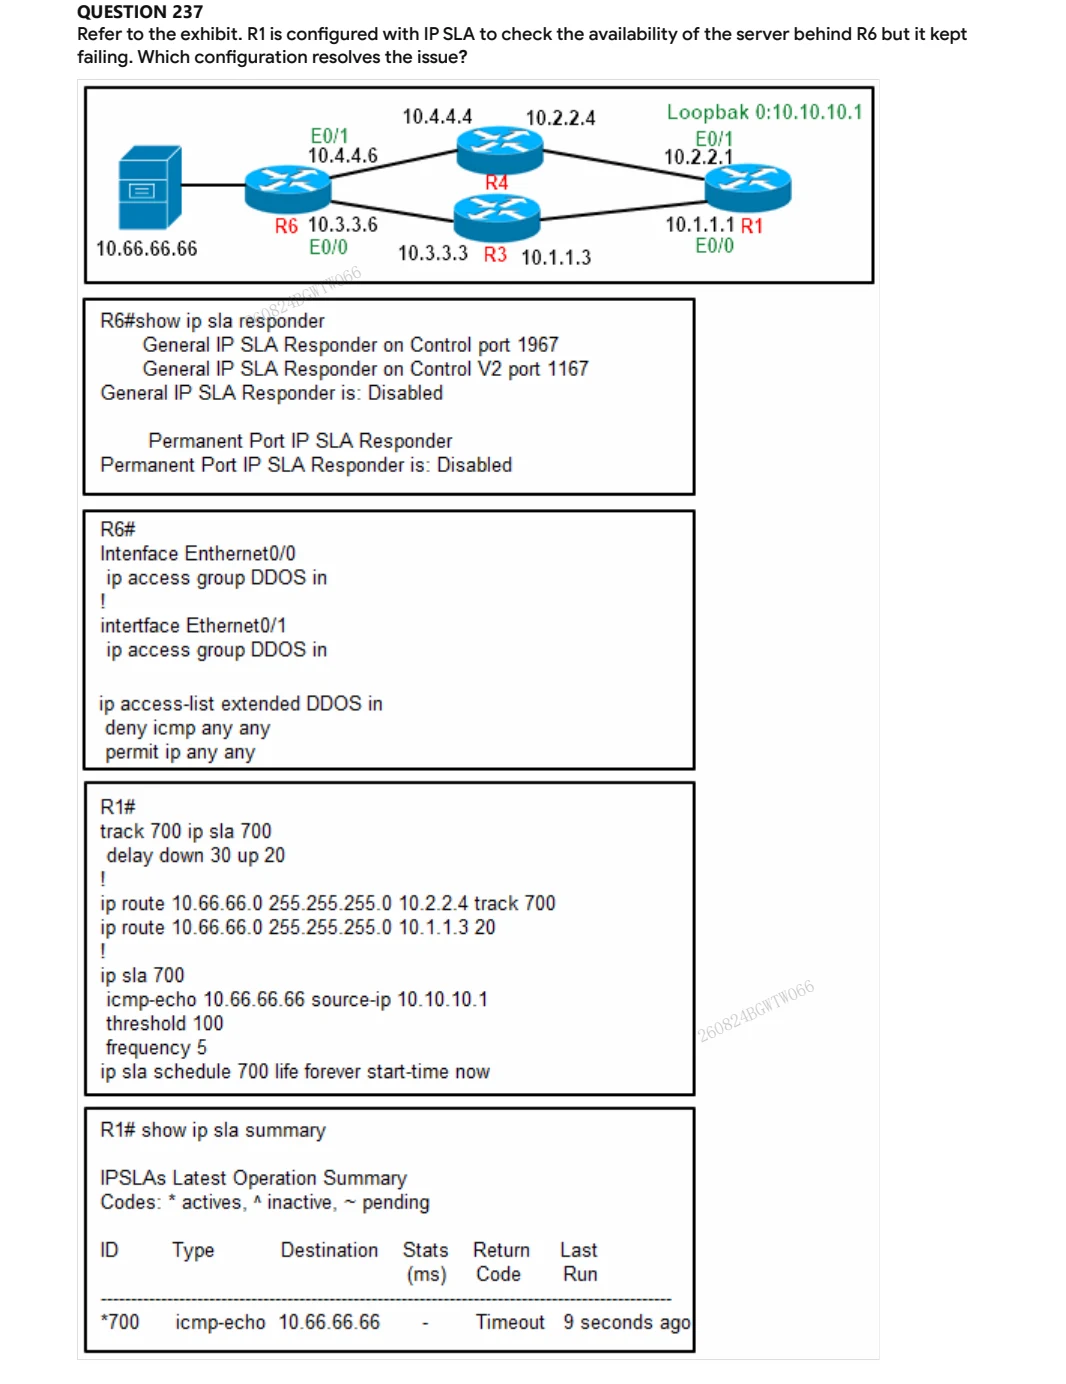 QUESTION 237
Refer to the exhibit. R1 is configured with IP SLA to check the availability of the server behind R6 but it kept
failing. Which configuration resolves the issue?
10.4.4.4
10.2.2.4
Loopbak 0:10.10.10.1
E0/1
E0/1
10.4.4.6
10.2.2.1
R4
R6 10.3.3.6
10.1.1.1 R1
E0/0
E0/0
10.66.66.66
10.3.3.3 R3 10.1.1.3
260824BGWTW066
R6#show ip sla responder
General IP SLA Responder on Control port 1967
General IP SLA Responder on Control V2 port 1167
General IP SLA Responder is: Disabled
Permanent Port IP SLA Responder
Permanent Port IP SLA Responder is: Disabled
R6#
Intenface Enthernet0/0
ip access group DDOS in
!
intertface Ethernet0/1
ip access group DDOS in
ip access-list extended DDOS in
deny icmp any any
permit ip any any
R1#
track 700 ip sla 700
delay down 30 up 20
!
ip route 10.66.66.0 255.255.255.0 10.2.2.4 track 700
ip route 10.66.66.0 255.255.255.0 10.1.1.3 20
!
ip sla 700
icmp-echo 10.66.66.66 source-ip 10.10.10.1
threshold 100
frequency 5
ip sla schedule 700 life forever start-time now
260824BGWTW066
R1# show ip sla summary
IPSLAs Latest Operation Summary
Codes: * actives, ^ inactive, ~ pending
ID Type Destination Stats Return Last
(ms) Code Run
*700 icmp-echo 10.66.66.66 - Timeout 9 seconds ago